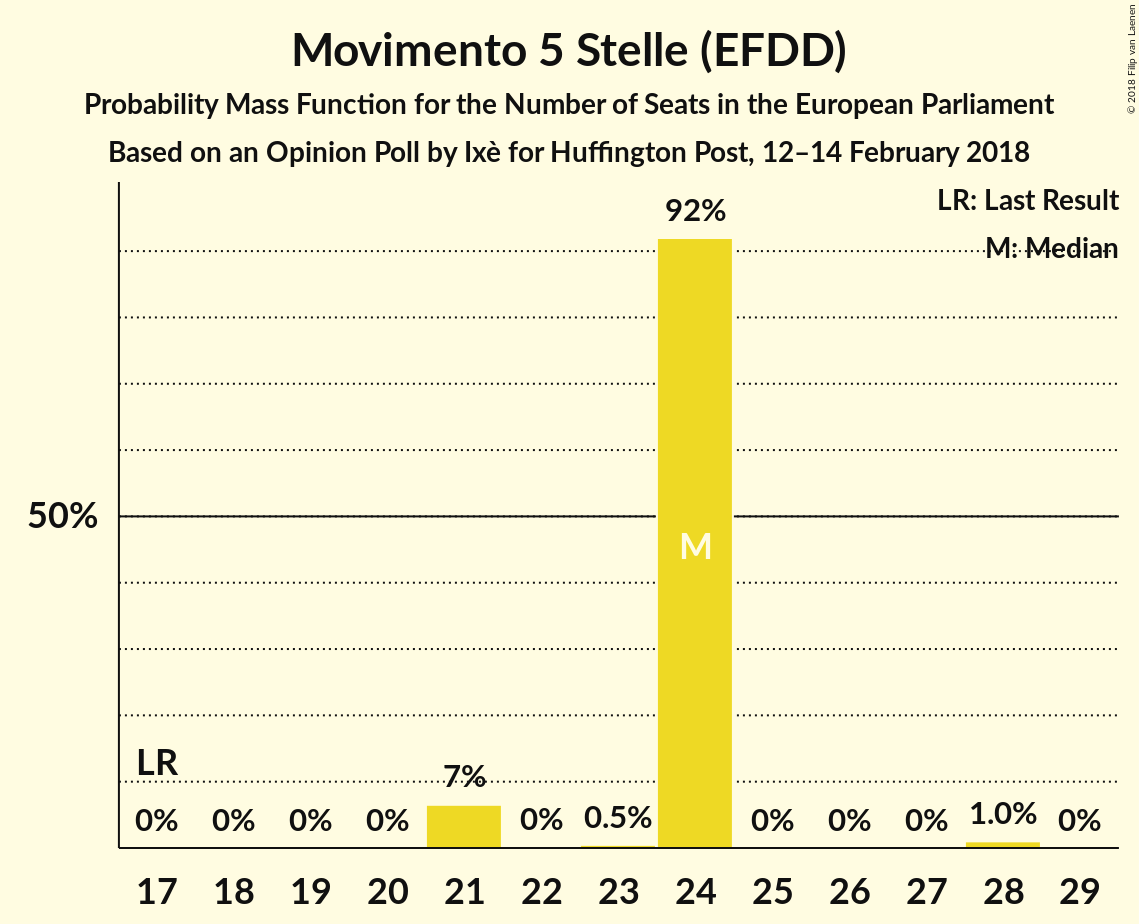 Movimento 5 Stelle (EFDD)
Probability Mass Function for the Number of Seats in the European Parliament
Based on an Opinion Poll by Ixè for Huffington Post, 12–14 February 2018
© 2018 Filip van Laenen
LR: Last Result
M: Median
92%
50%
M
LR
0% 0% 0% 0% 7% 0% 0.5% 0% 0% 0% 1.0% 0%
17 18 19 20 21 22 23 24 25 26 27 28 29